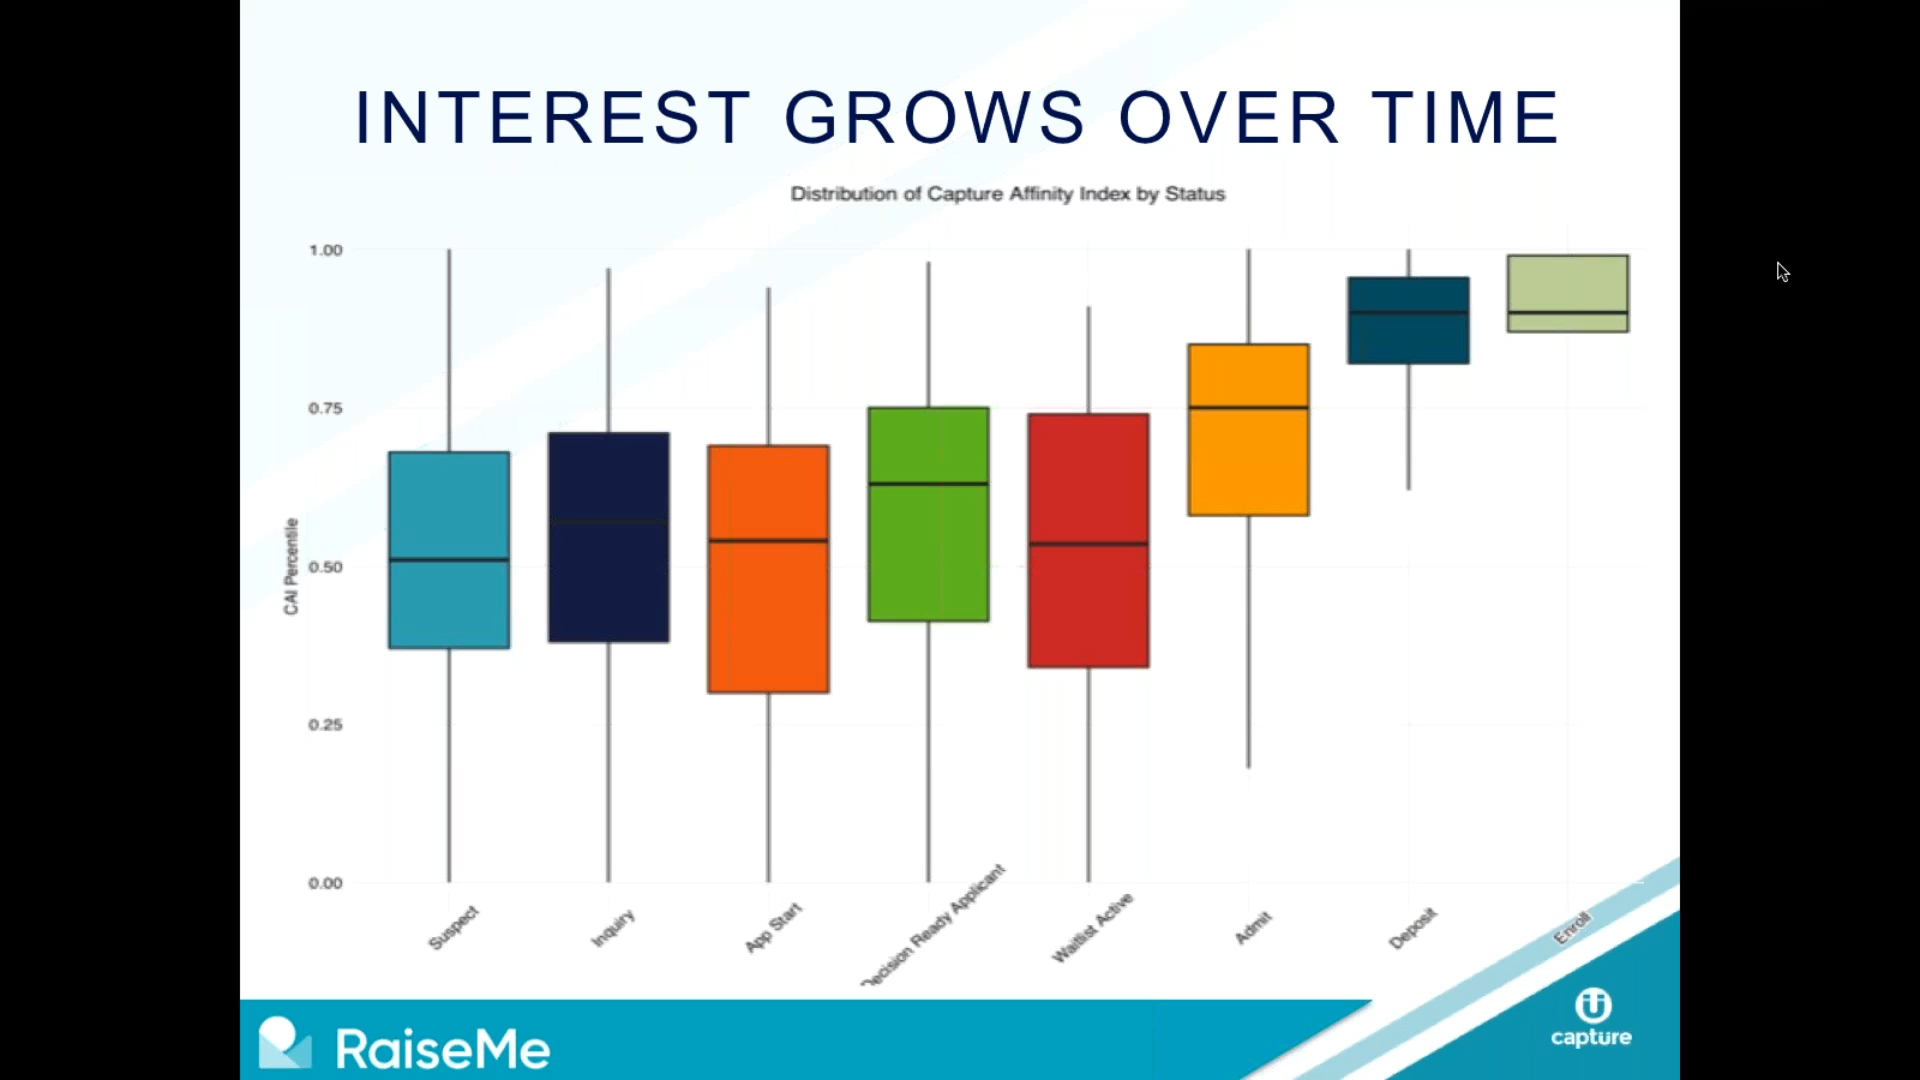 INTEREST GROWS OVER TIME
Distribution of Capture Affinity Index by Status
1.00
0.75
0.50
0.25
0.00
CAI Percentile
Suspect
Inquiry
App Start
Decision Ready Applicant
Waitlist Active
Admit
Deposit
Enroll
RaiseMe
capture